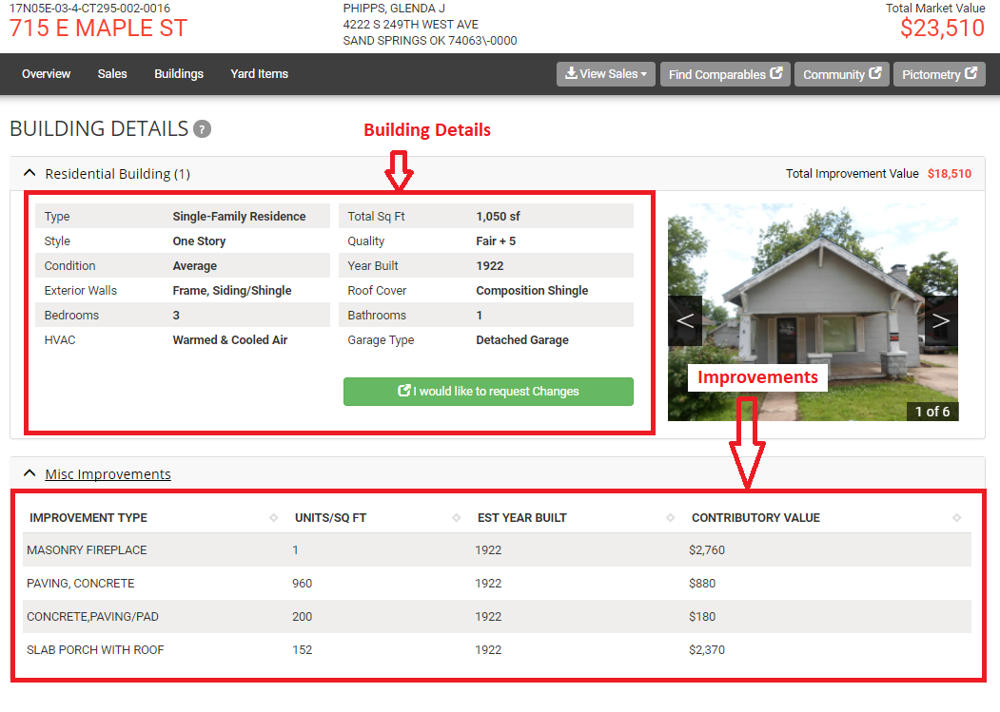 17N05E-03-4-CT295-002-0016
715 E MAPLE ST
PHIPPS, GLENDA J
4222 S 249TH WEST AVE
SAND SPRINGS OK 74063\-0000
Total Market Value
$23,510
Overview Sales Buildings Yard Items View Sales Find Comparables Community Pictometry
BUILDING DETAILS ?
Building Details
Residential Building (1) Total Improvement Value $18,510
Type Single-Family Residence Total Sq Ft 1,050 sf
Style One Story Quality Fair + 5
Condition Average Year Built 1922
Exterior Walls Frame, Siding/Shingle Roof Cover Composition Shingle
Bedrooms 3 Bathrooms 1
HVAC Warmed & Cooled Air Garage Type Detached Garage
I would like to request Changes
< >
Improvements
1 of 6
Misc Improvements
IMPROVEMENT TYPE UNITS/SQ FT EST YEAR BUILT CONTRIBUTORY VALUE
MASONRY FIREPLACE 1 1922 $2,760
PAVING, CONCRETE 960 1922 $880
CONCRETE,PAVING/PAD 200 1922 $180
SLAB PORCH WITH ROOF 152 1922 $2,370